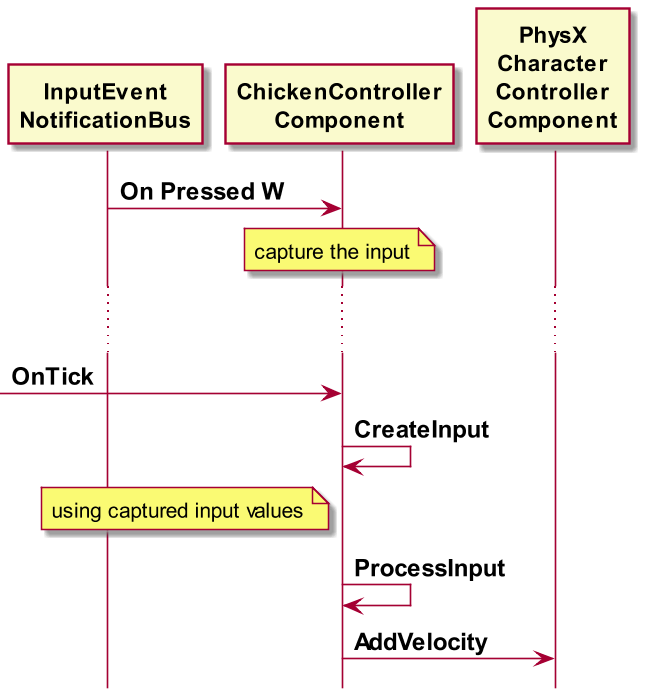 InputEvent
NotificationBus
ChickenController
Component
PhysX
Character
Controller
Component
On Pressed W
capture the input
OnTick
CreateInput
using captured input values
ProcessInput
AddVelocity